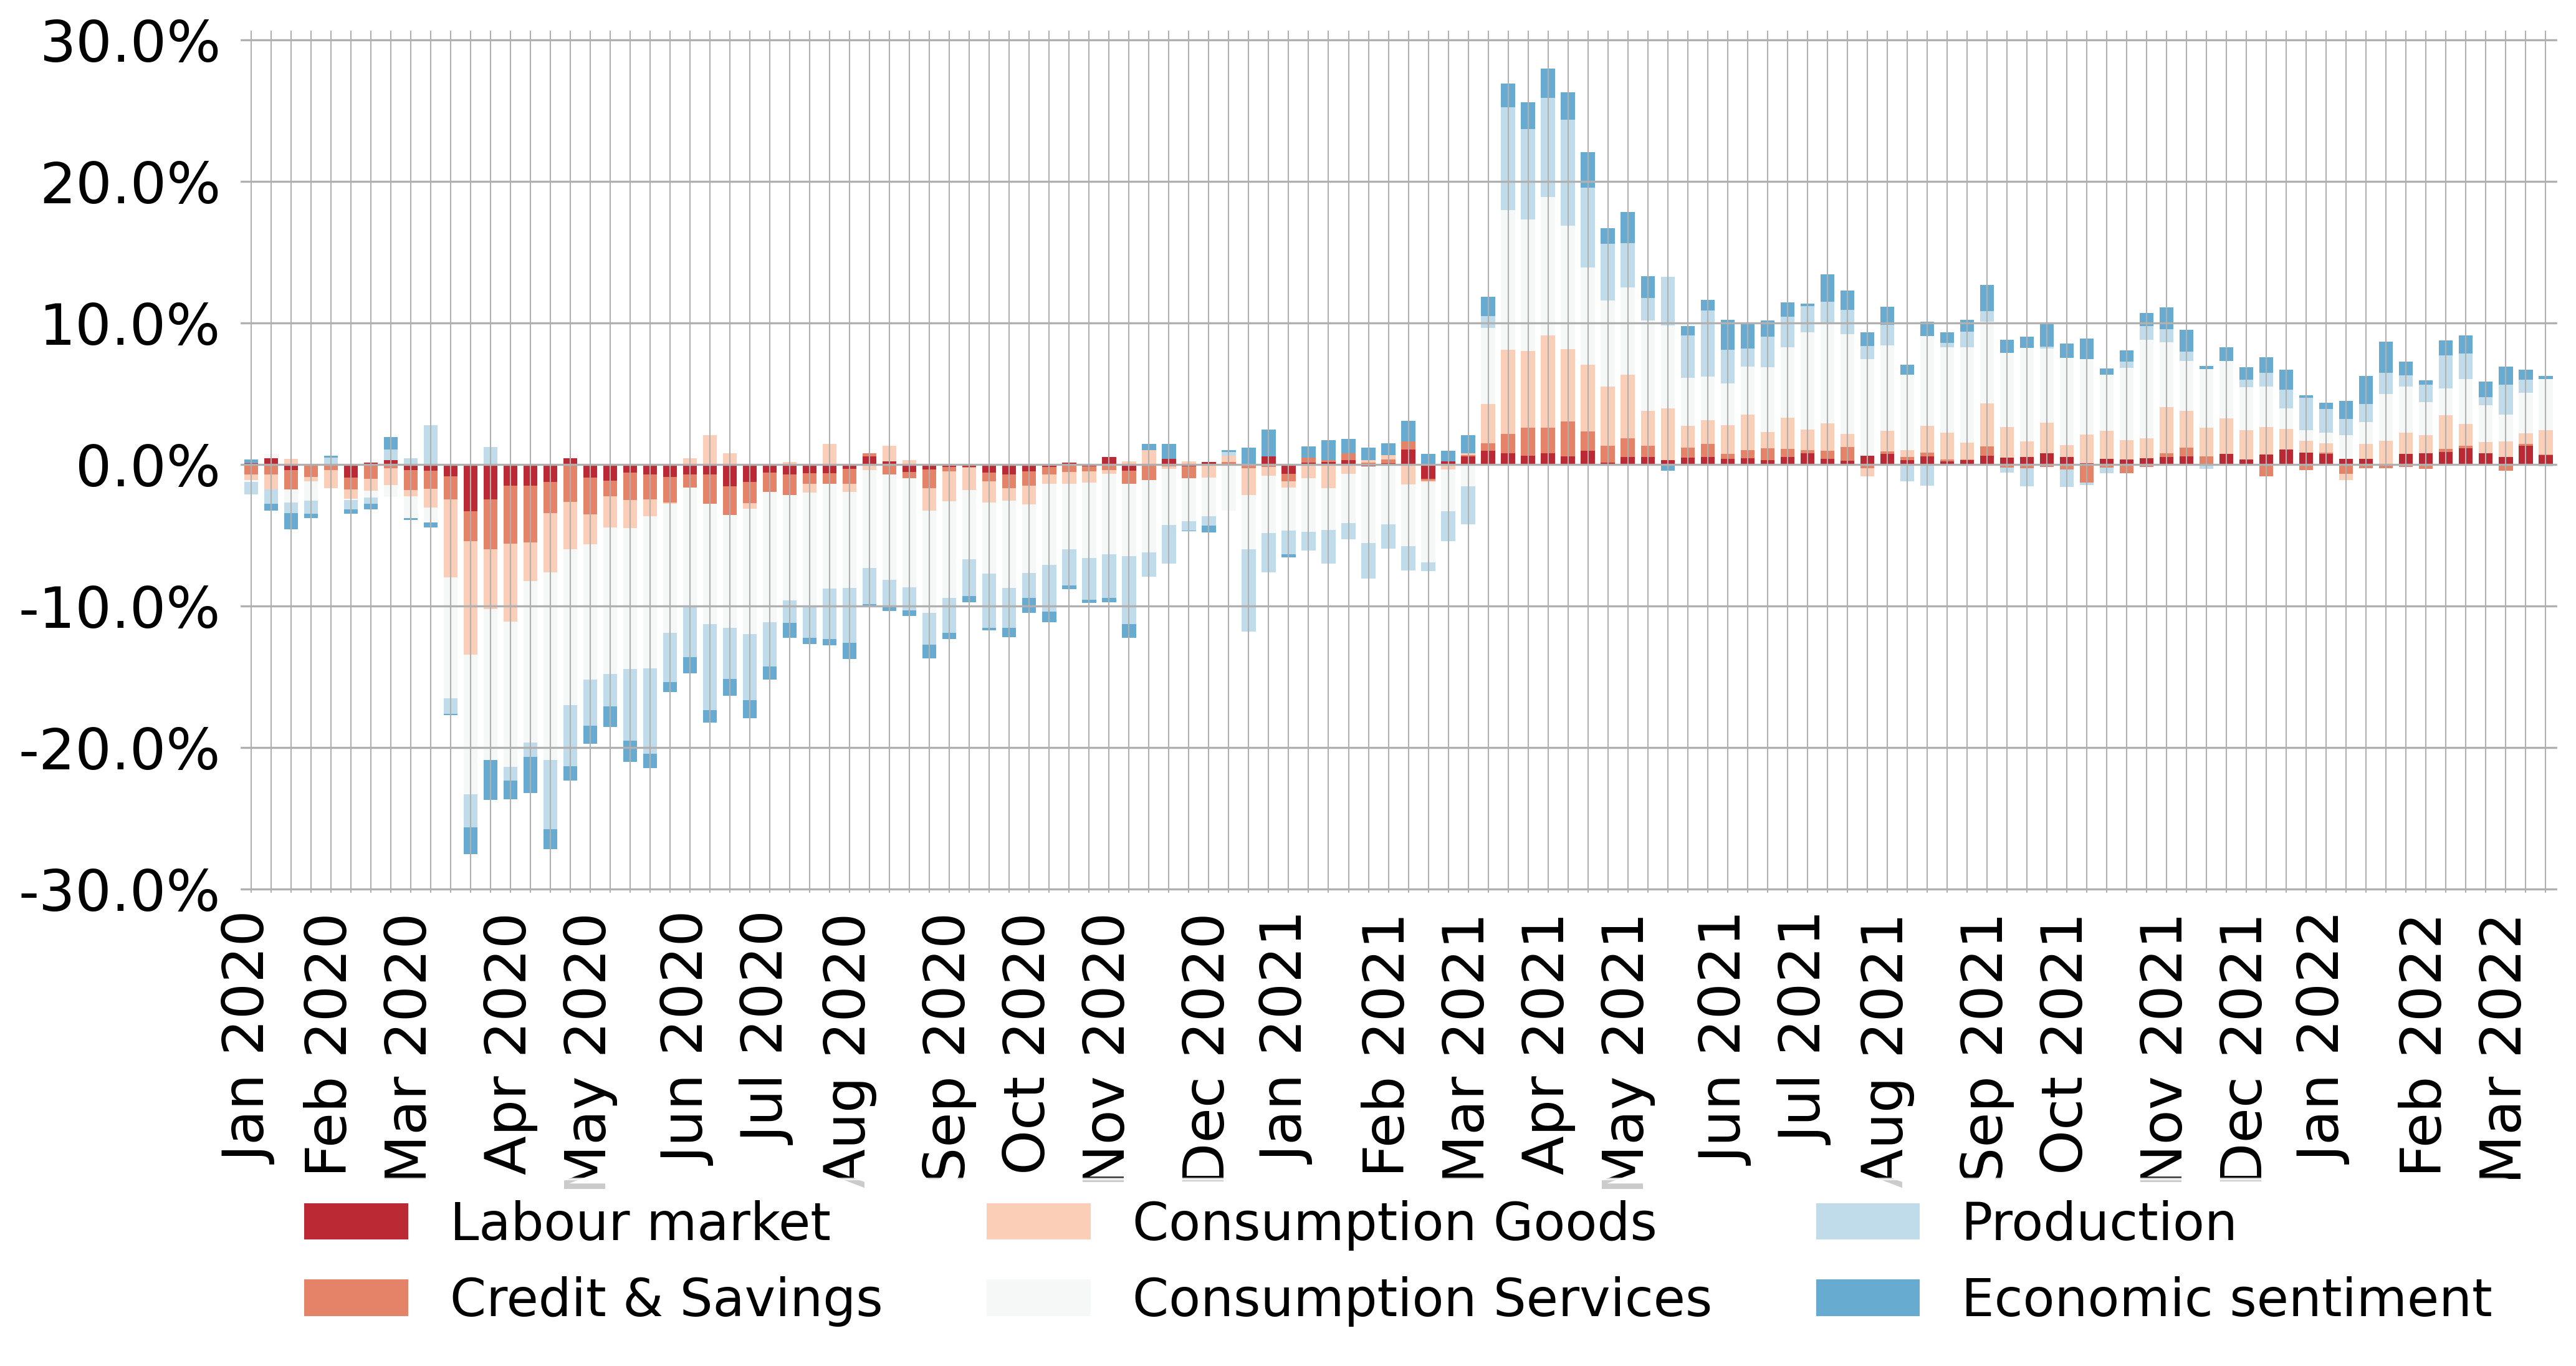 30.0%
20.0%
10.0%
0.0%
-10.0%
-20.0%
-30.0%
Jan 2020
Feb 2020
Mar 2020
Apr 2020
May 2020
Jun 2020
Jul 2020
Aug 2020
Sep 2020
Oct 2020
Nov 2020
Dec 2020
Jan 2021
Feb 2021
Mar 2021
Apr 2021
May 2021
Jun 2021
Jul 2021
Aug 2021
Sep 2021
Oct 2021
Nov 2021
Dec 2021
Jan 2022
Feb 2022
Mar 2022
Labour market
Consumption Goods
Production
Credit & Savings
Consumption Services
Economic sentiment